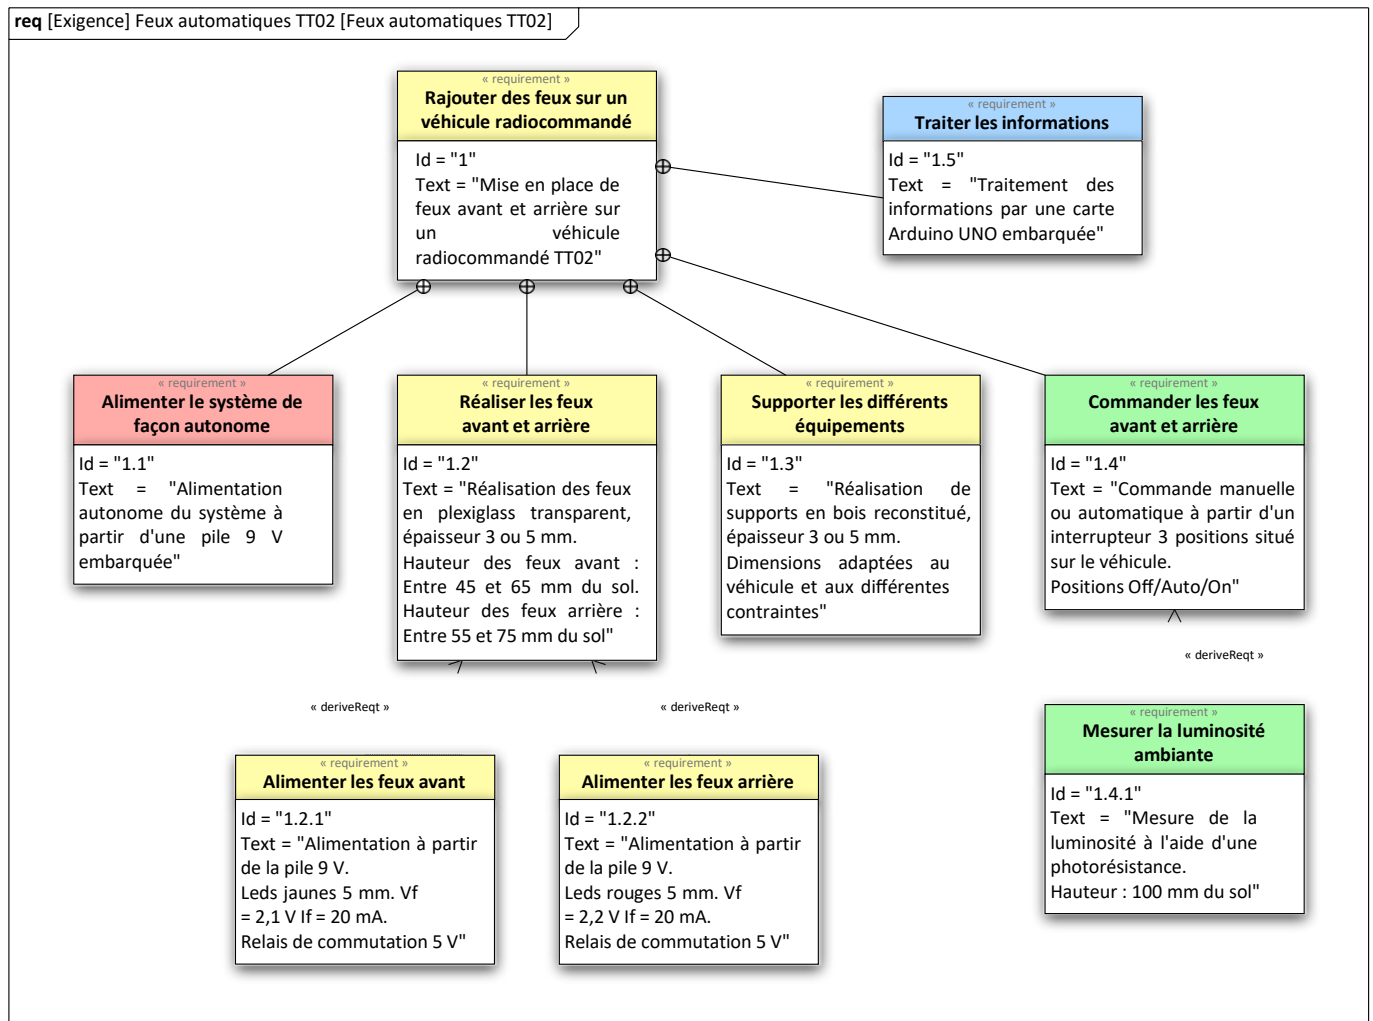 req [Exigence] Feux automatiques TT02 [Feux automatiques TT02]
« requirement »
Rajouter des feux sur un
véhicule radiocommandé
Id = "1"
Text = "Mise en place de
feux avant et arrière sur
un véhicule
radiocommandé TT02"
« requirement »
Traiter les informations
Id = "1.5"
Text = "Traitement des
informations par une carte
Arduino UNO embarquée"
« requirement »
Alimenter le système de
façon autonome
Id = "1.1"
Text = "Alimentation
autonome du système à
partir d'une pile 9 V
embarquée"
« requirement »
Réaliser les feux
avant et arrière
Id = "1.2"
Text = "Réalisation des feux
en plexiglass transparent,
épaisseur 3 ou 5 mm.
Hauteur des feux avant :
Entre 45 et 65 mm du sol.
Hauteur des feux arrière :
Entre 55 et 75 mm du sol"
« requirement »
Supporter les différents
équipements
Id = "1.3"
Text = "Réalisation de
supports en bois reconstitué,
épaisseur 3 ou 5 mm.
Dimensions adaptées au
véhicule et aux différentes
contraintes"
« requirement »
Commander les feux
avant et arrière
Id = "1.4"
Text = "Commande manuelle
ou automatique à partir d'un
interrupteur 3 positions situé
sur le véhicule.
Positions Off/Auto/On"
« deriveReqt »
« deriveReqt »
« deriveReqt »
« requirement »
Alimenter les feux avant
Id = "1.2.1"
Text = "Alimentation à partir
de la pile 9 V.
Leds jaunes 5 mm. Vf
= 2,1 V If = 20 mA.
Relais de commutation 5 V"
« requirement »
Alimenter les feux arrière
Id = "1.2.2"
Text = "Alimentation à partir
de la pile 9 V.
Leds rouges 5 mm. Vf
= 2,2 V If = 20 mA.
Relais de commutation 5 V"
« requirement »
Mesurer la luminosité
ambiante
Id = "1.4.1"
Text = "Mesure de la
luminosité à l'aide d'une
photorésistance.
Hauteur : 100 mm du sol"